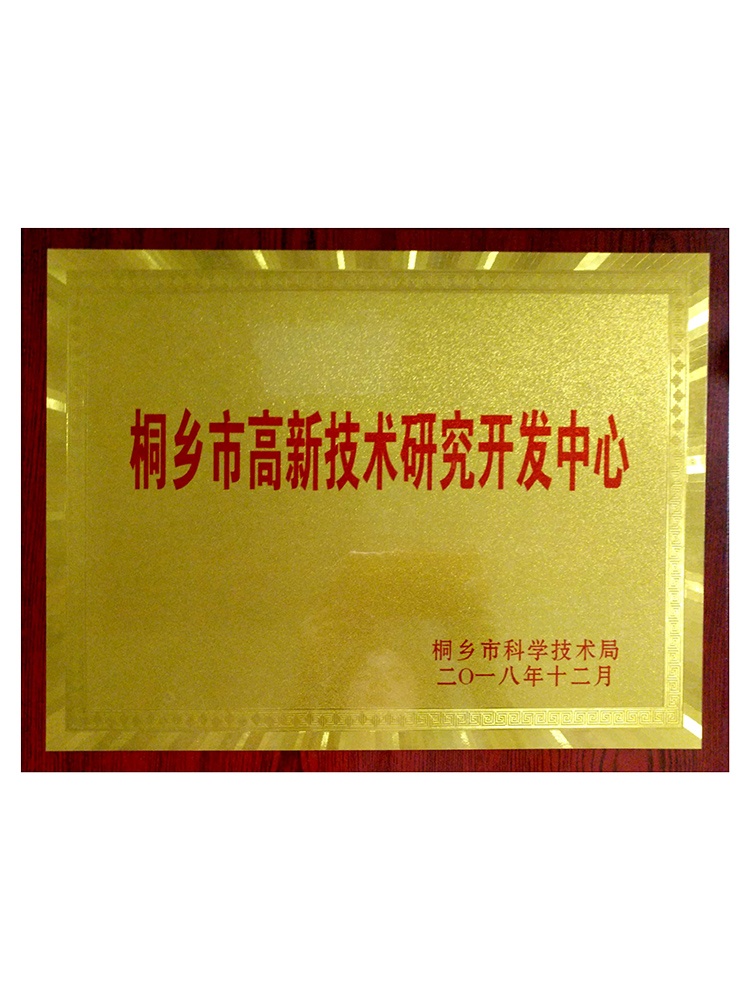 桐乡市高新技术研究开发中心
桐乡市科学技术局
二〇一八年十二月